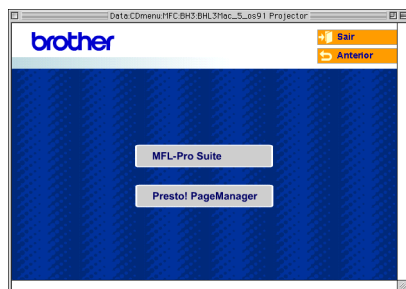 Data:CDmenu:MFC:BH3:BHL3Mac_5_os91 Projector
brother
Sair
Anterior
MFL-Pro Suite
Presto! PageManager